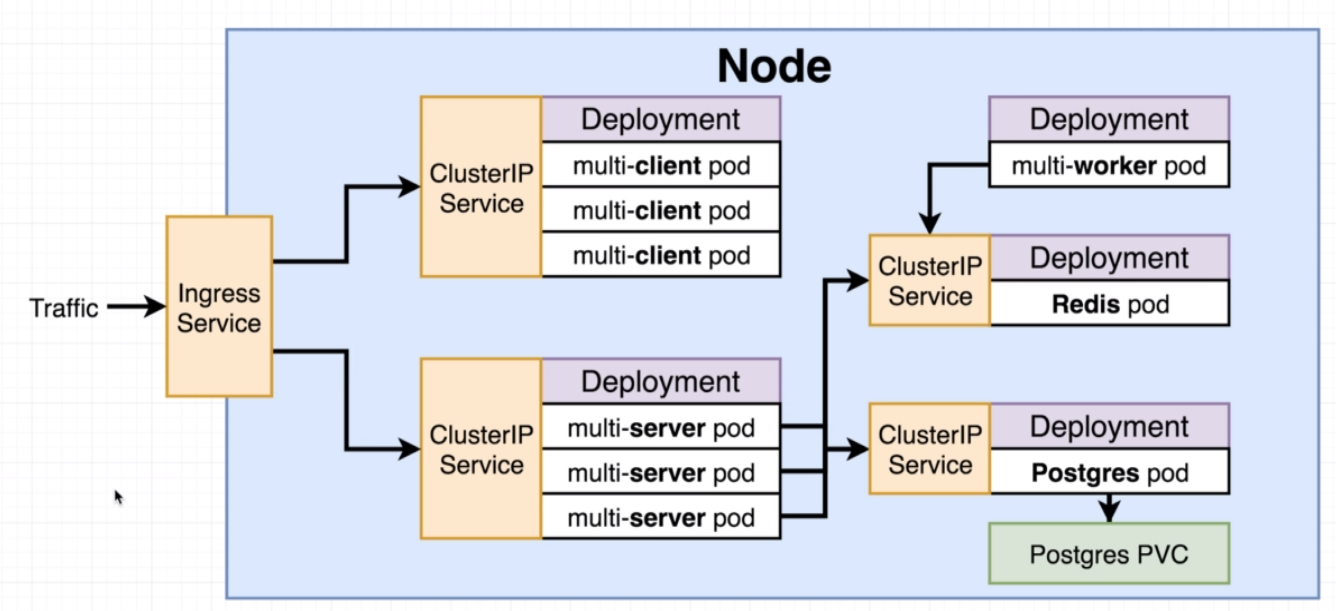 Node
Traffic
Ingress
Service
ClusterIP
Service
Deployment
multi-client pod
multi-client pod
multi-client pod
ClusterIP
Service
Deployment
multi-server pod
multi-server pod
multi-server pod
Deployment
multi-worker pod
ClusterIP
Service
Deployment
Redis pod
ClusterIP
Service
Deployment
Postgres pod
Postgres PVC